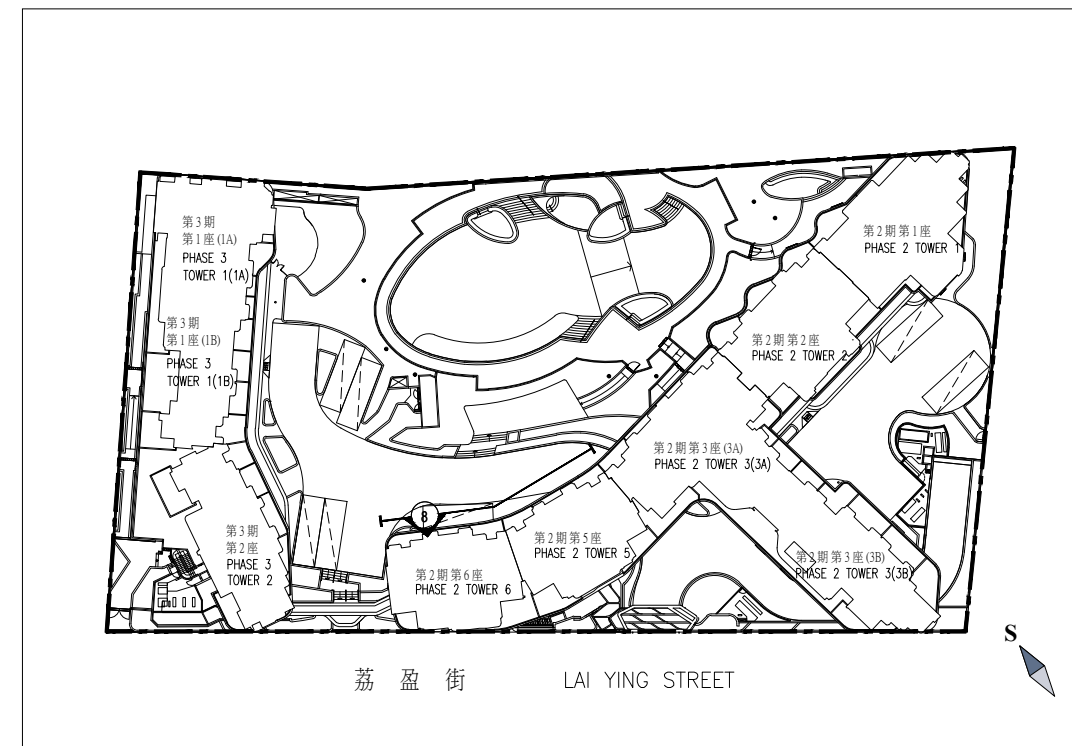 第3期
第1座(1A)
PHASE 3
TOWER 1(1A)
第3期
第1座(1B)
PHASE 3
TOWER 1(1B)
第2期第1座
PHASE 2 TOWER 1
第2期第2座
PHASE 2 TOWER 2
第2期第3座(3A)
PHASE 2 TOWER 3(3A)
8
第3期
第2座
PHASE 3
TOWER 2
第2期第5座
PHASE 2 TOWER 5
第2期第6座
PHASE 2 TOWER 6
第2期第3座(3B)
PHASE 2 TOWER 3(3B)
S
荔盈街 LAI YING STREET